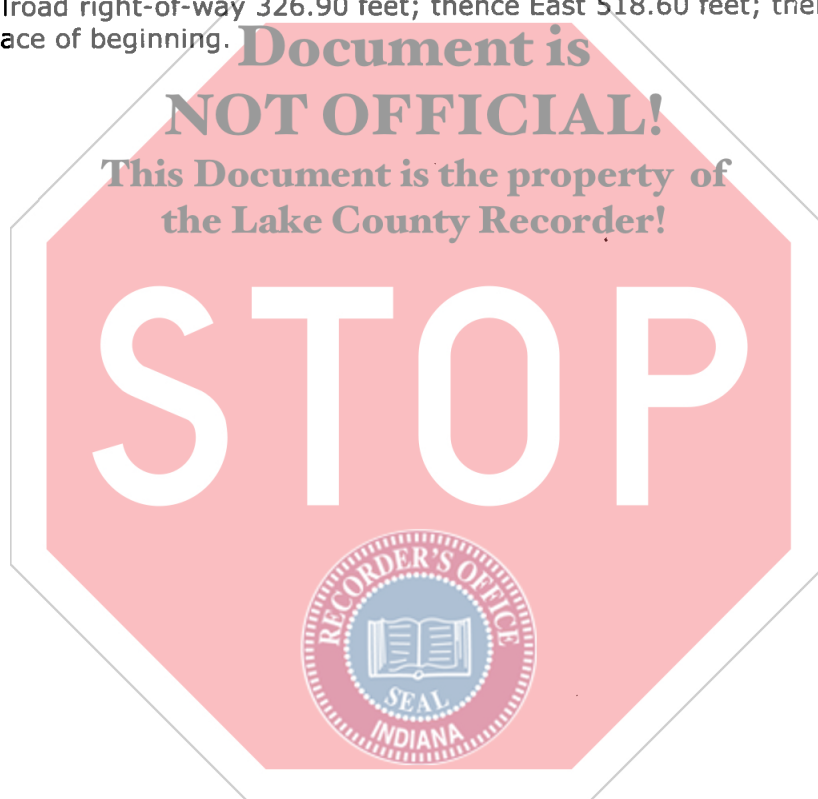 lroad right-of-way 326.90 feet; thence East 518.60 feet; the
ace of beginning.
Document is
NOT OFFICIAL!
This Document is the property of
the Lake County Recorder!
STOP
RECORDER'S OFFICE
SEAL
INDIANA